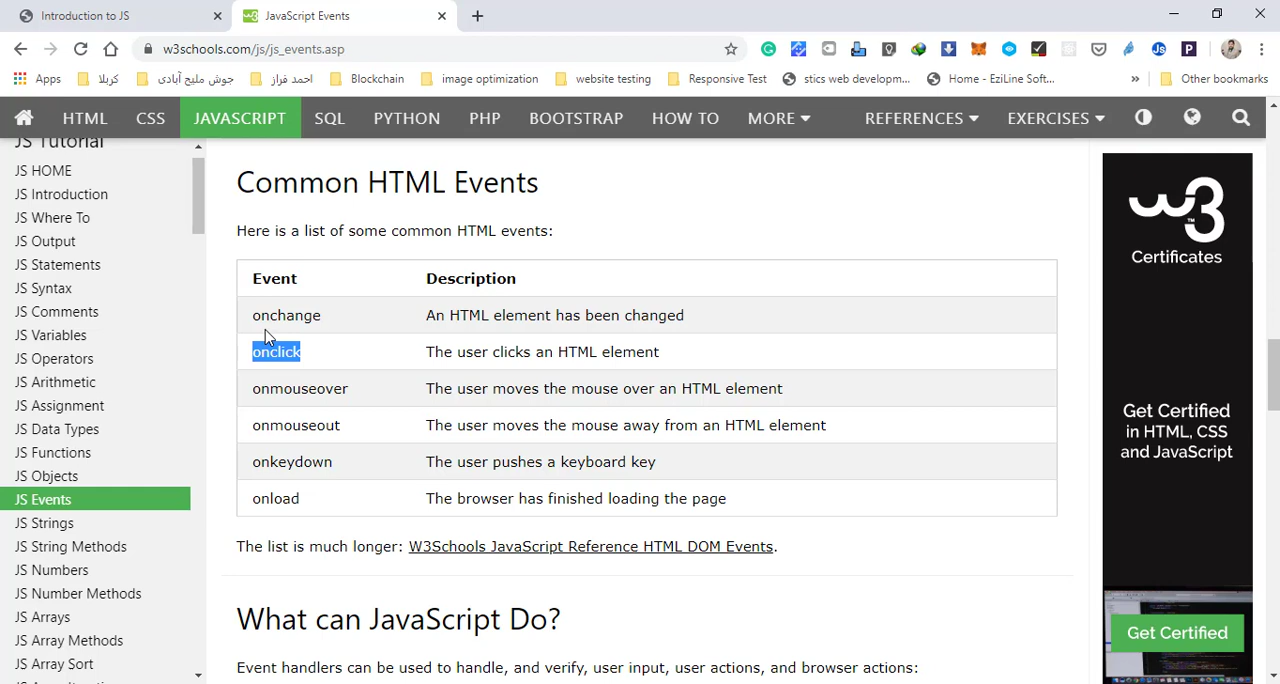 Introduction to JS
JavaScript Events
w3schools.com/js/js_events.asp
Apps
کربلا
جوش ملیح آبادی
احمد فراز
Blockchain
image optimization
website testing
Responsive Test
stics web developm...
Home - EziLine Soft...
»
Other bookmarks
HTML
CSS
JAVASCRIPT
SQL
PYTHON
PHP
BOOTSTRAP
HOW TO
MORE
REFERENCES
EXERCISES
JS Tutorial
JS HOME
JS Introduction
JS Where To
JS Output
JS Statements
JS Syntax
JS Comments
JS Variables
JS Operators
JS Arithmetic
JS Assignment
JS Data Types
JS Functions
JS Objects
JS Events
JS Strings
JS String Methods
JS Numbers
JS Number Methods
JS Arrays
JS Array Methods
JS Array Sort
Common HTML Events
Here is a list of some common HTML events:
Event Description
onchange An HTML element has been changed
onclick The user clicks an HTML element
onmouseover The user moves the mouse over an HTML element
onmouseout The user moves the mouse away from an HTML element
onkeydown The user pushes a keyboard key
onload The browser has finished loading the page
The list is much longer: W3Schools JavaScript Reference HTML DOM Events.
What can JavaScript Do?
Event handlers can be used to handle and verify, user input, user actions, and browser actions:
w3
TM
Certificates
Get Certified
in HTML, CSS
and JavaScript
Get Certified